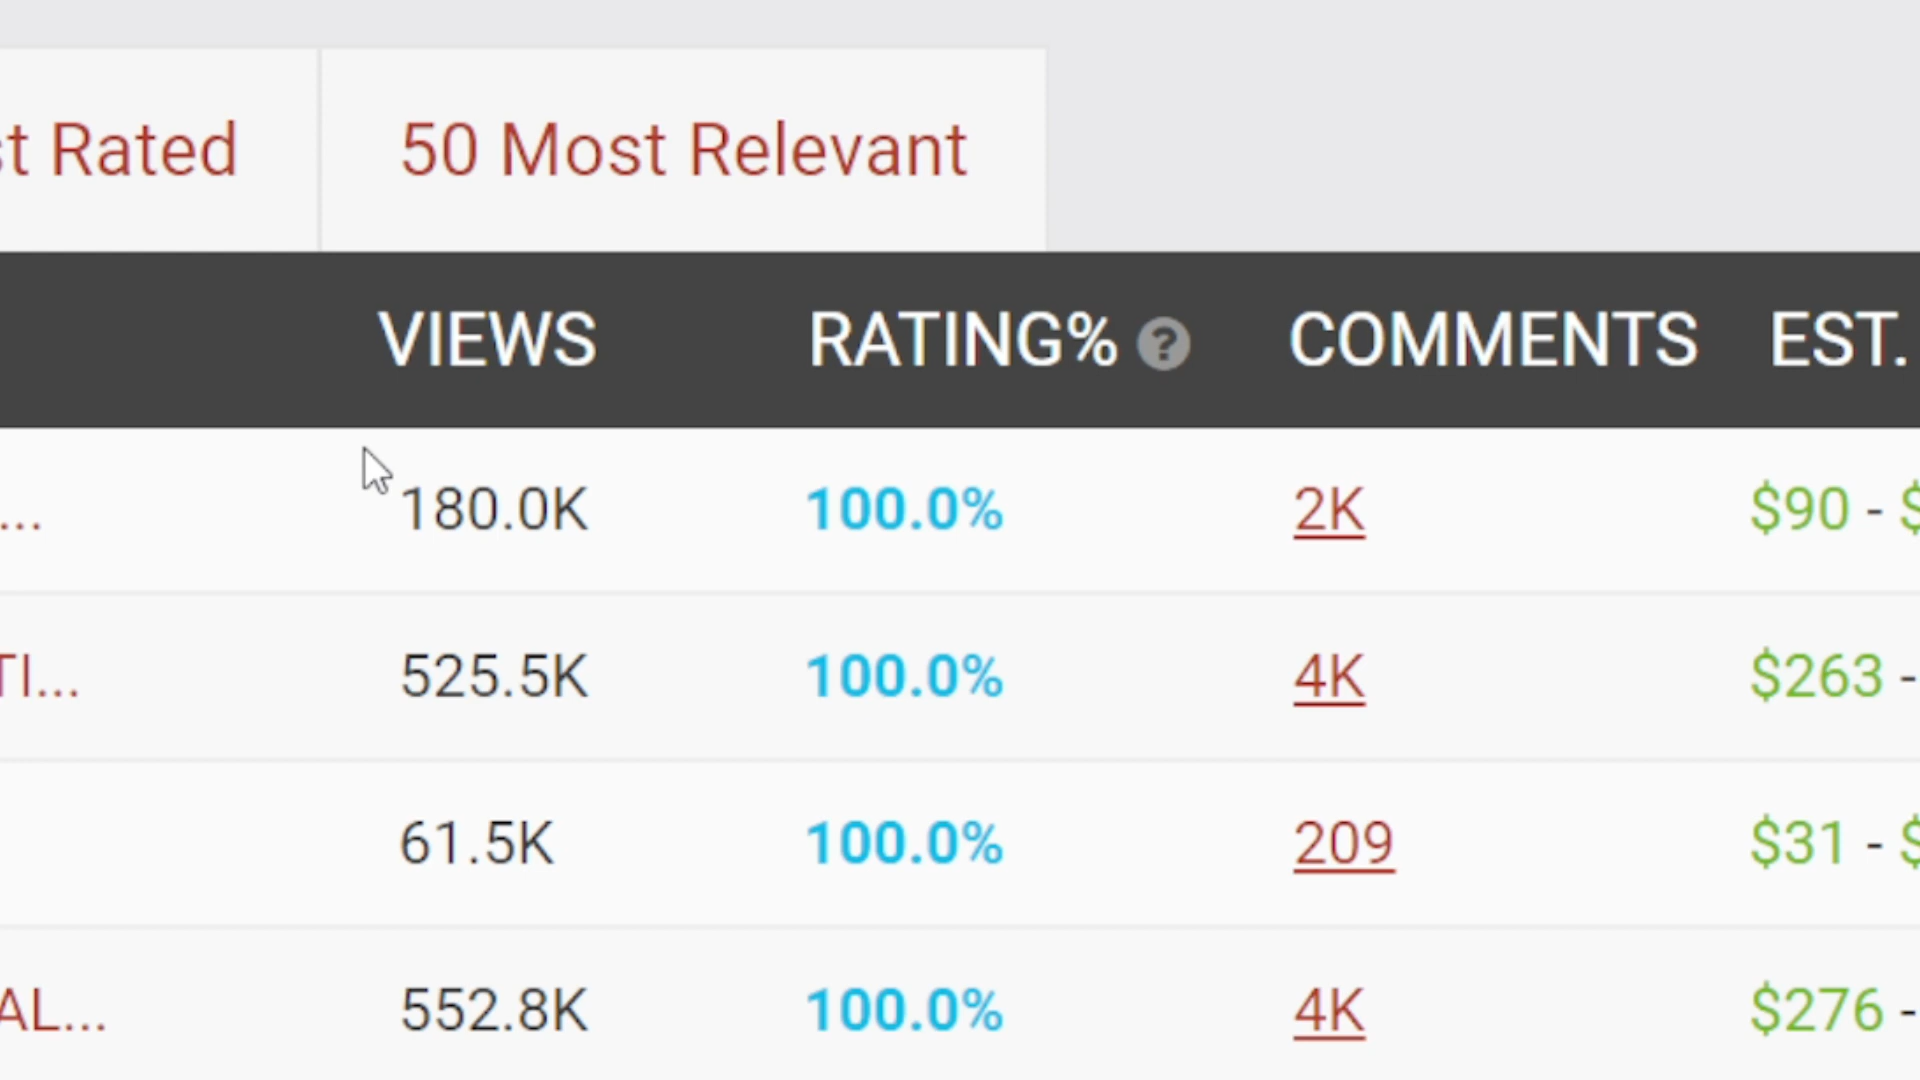 st Rated 50 Most Relevant
VIEWS RATING% ? COMMENTS EST.
... 180.0K 100.0% 2K $90 - $
TI... 525.5K 100.0% 4K $263 -
61.5K 100.0% 209 $31 - $
AL... 552.8K 100.0% 4K $276 -